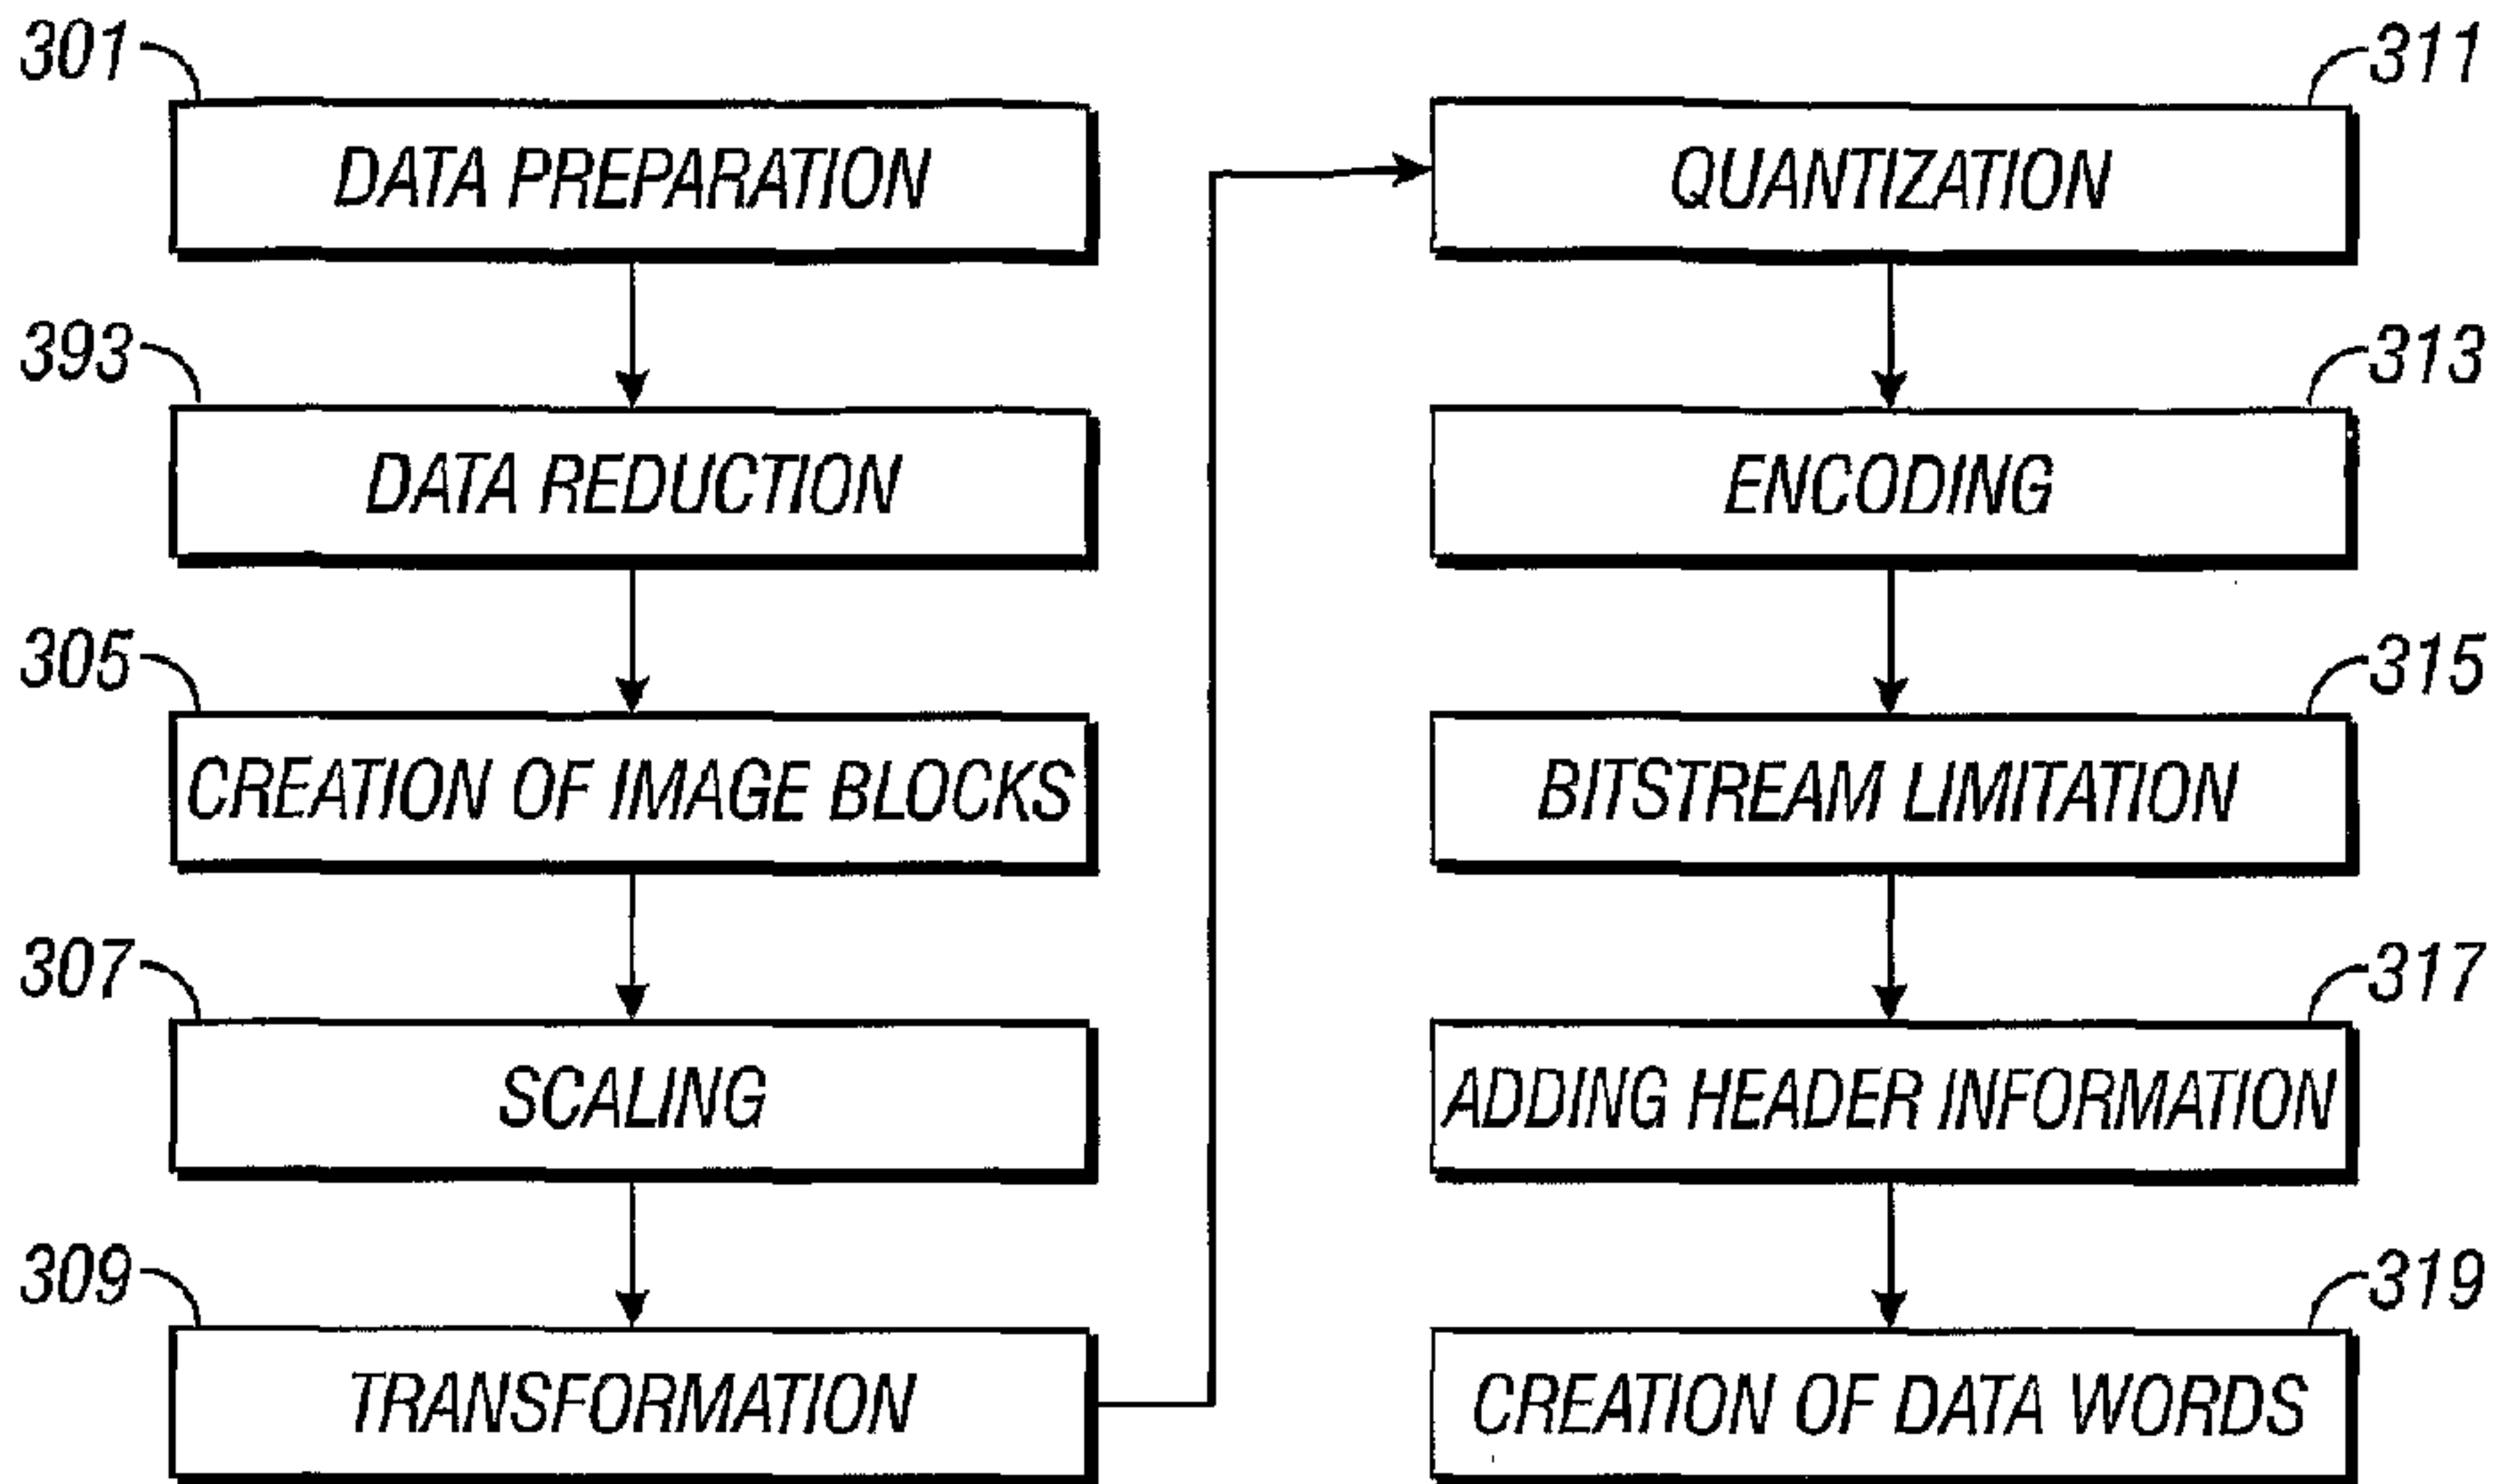 301
DATA PREPARATION
393
DATA REDUCTION
305
CREATION OF IMAGE BLOCKS
307
SCALING
309
TRANSFORMATION
311
QUANTIZATION
313
ENCODING
315
BITSTREAM LIMITATION
317
ADDING HEADER INFORMATION
319
CREATION OF DATA WORDS